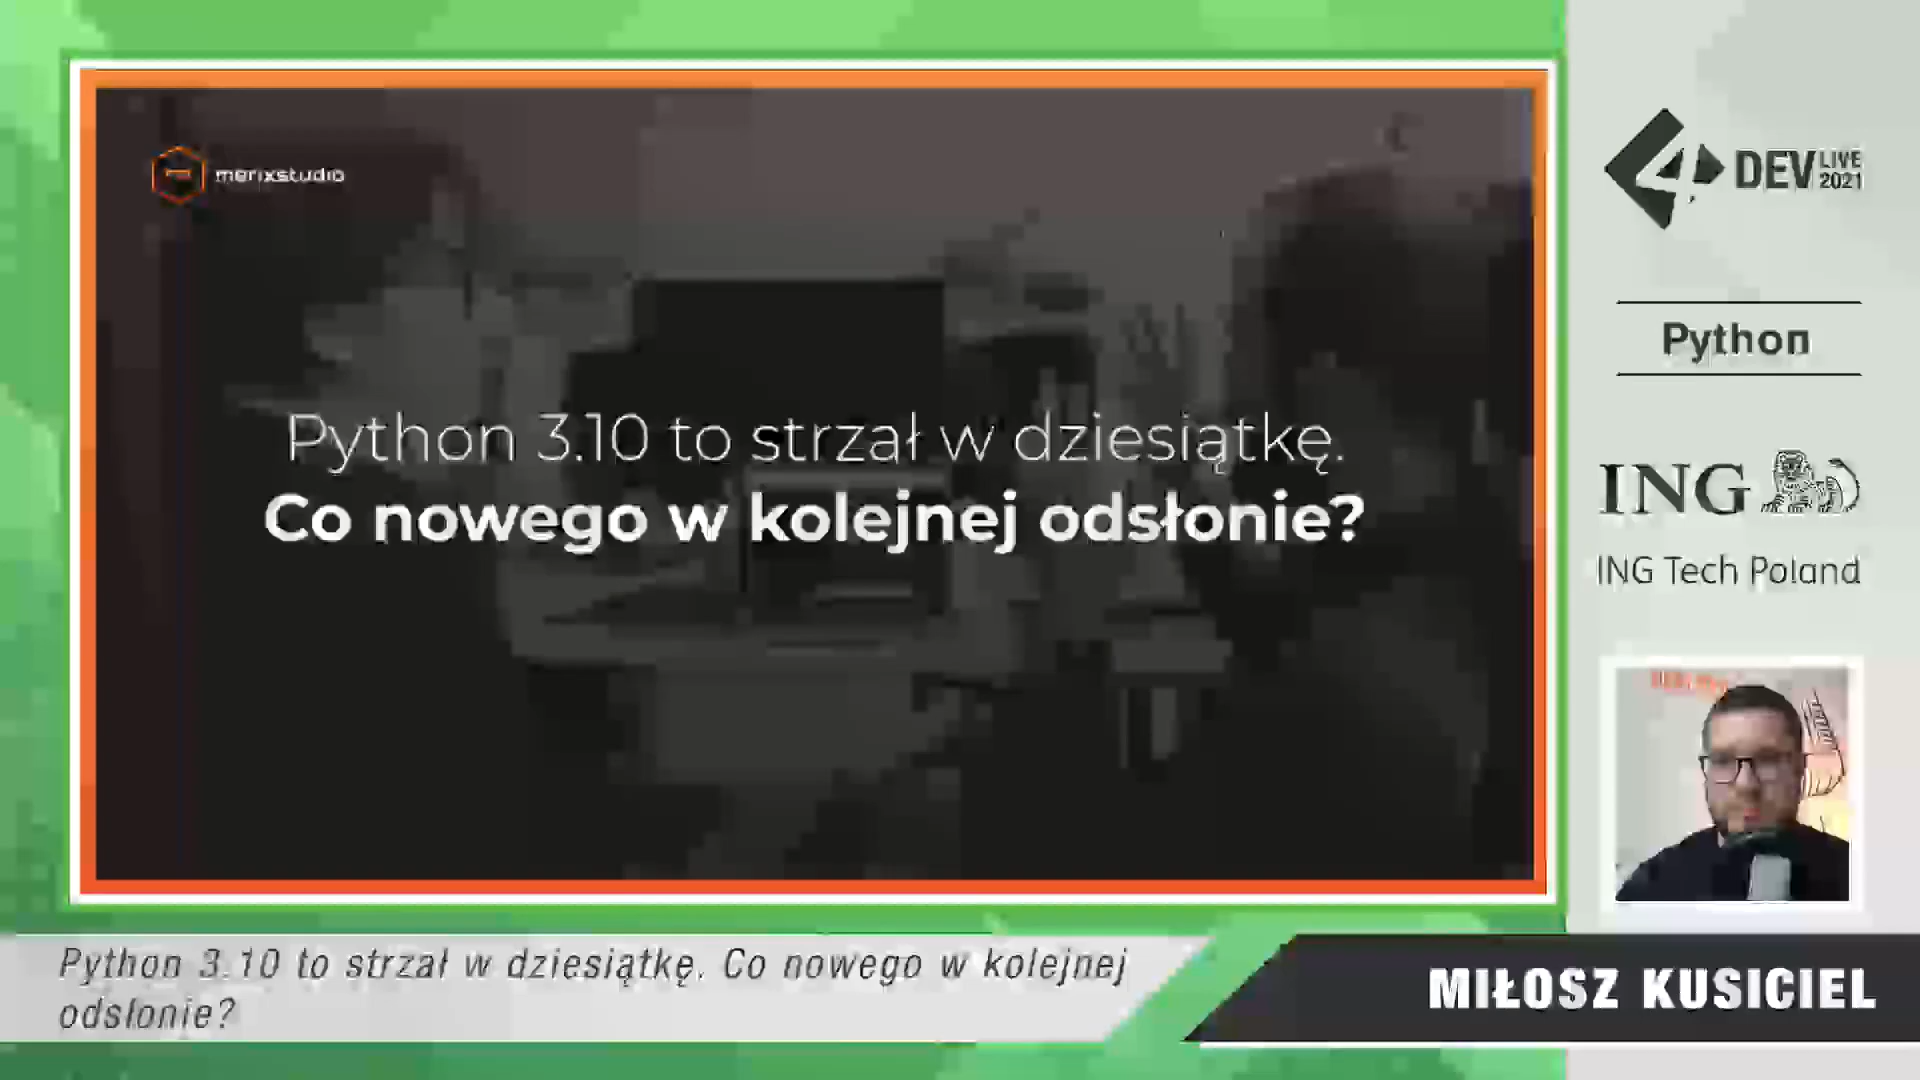 merixstudio
Python 3.10 to strzał w dziesiątkę.
Co nowego w kolejnej odsłonie?
4 DEV LIVE
2021
Python
ING
ING Tech Poland
Python 3.10 to strzał w dziesiątkę. Co nowego w kolejnej
odsłonie?
MIŁOSZ KUSICIEL